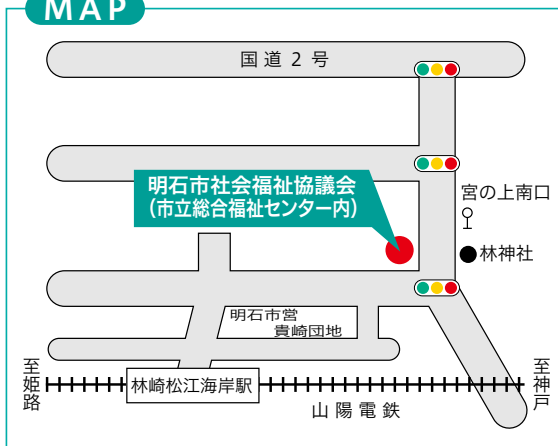 MAP
国道2号
明石市社会福祉協議会
(市立総合福祉センター内)
宮の上南口
林神社
明石市営
貴崎団地
至姫路
林崎松江海岸駅
山陽電鉄
至神戸